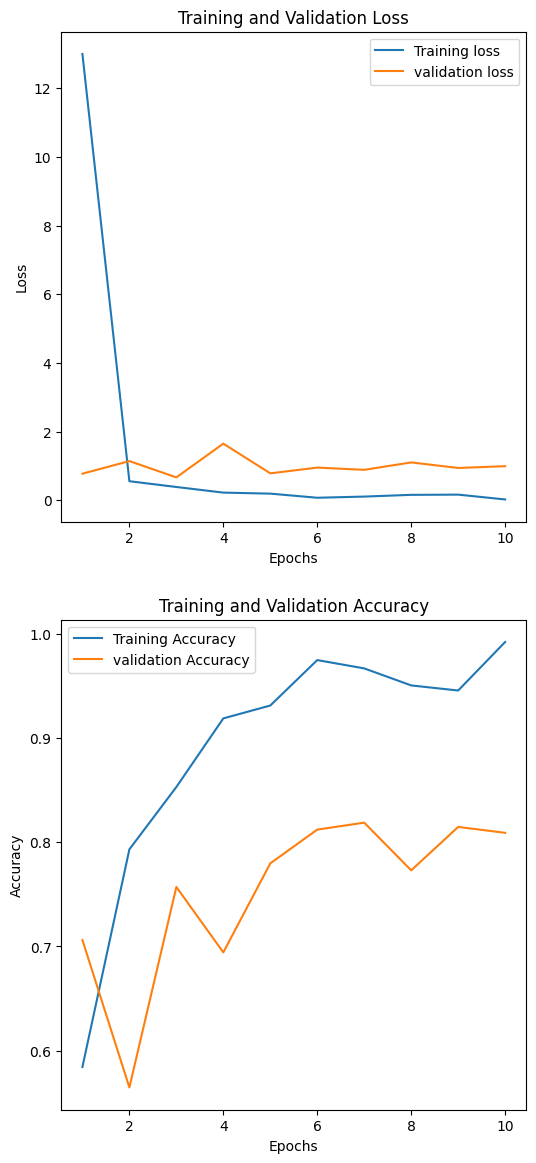 Training and Validation Loss
Training loss
validation loss
12
10
8
6
4
2
0
Loss
2
4
6
8
10
Epochs
Training and Validation Accuracy
Training Accuracy
validation Accuracy
1.0
0.9
0.8
0.7
0.6
Accuracy
2
4
6
8
10
Epochs